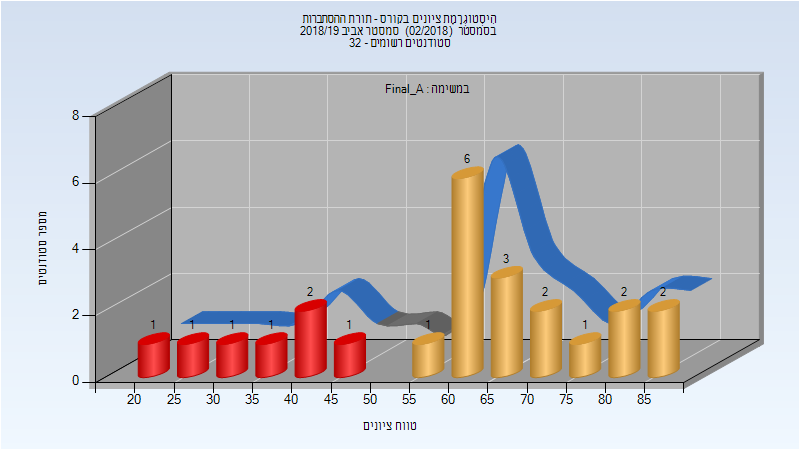 היסטוגרמת ציונים בקורס - תורת ההסתברות
בסמסטר (02/2018) סמסטר אביב 2018/19
סטודנטים רשומים - 32
במשימה : Final_A
מספר סטודנטים
8
6
4
2
0
1
1
1
1
2
1
1
6
3
2
1
2
2
20 25 30 35 40 45 50 55 60 65 70 75 80 85
טווח ציונים